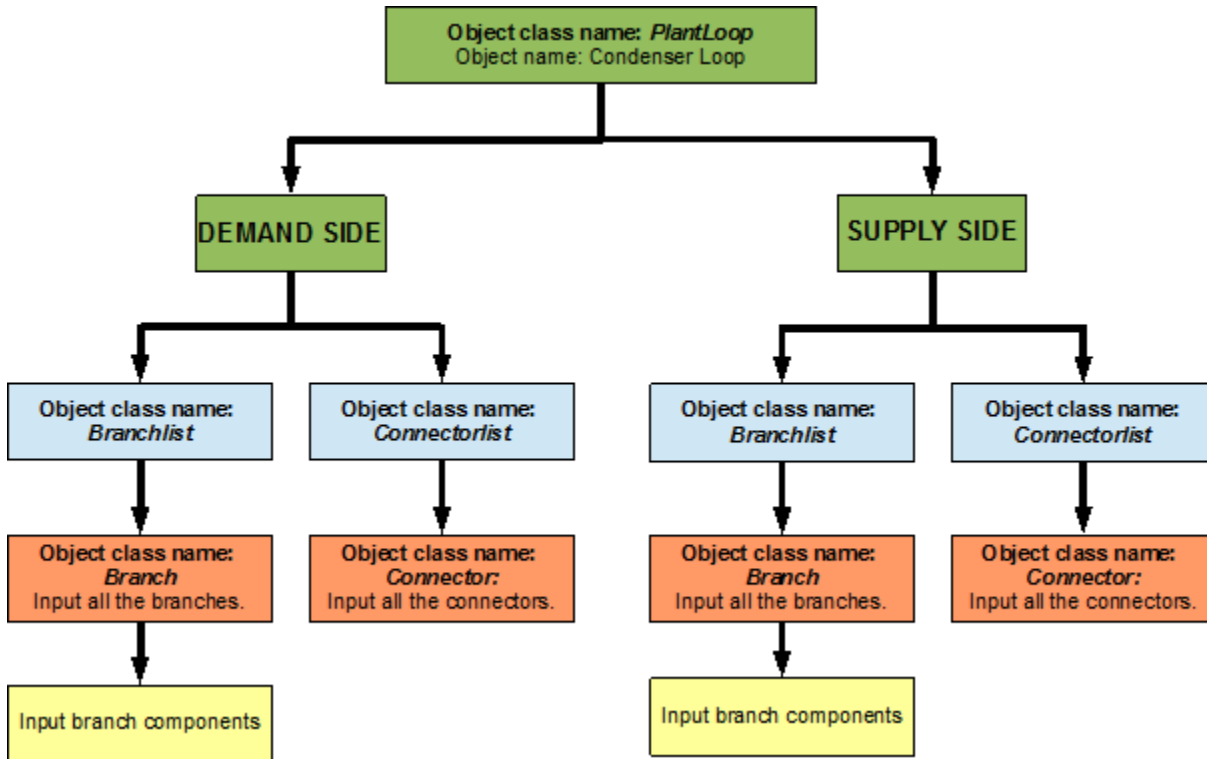 Object class name: PlantLoop
Object name: Condenser Loop
DEMAND SIDE
SUPPLY SIDE
Object class name:
Branchlist
Object class name:
Connectorlist
Object class name:
Branchlist
Object class name:
Connectorlist
Object class name:
Branch
Input all the branches.
Object class name:
Connector:
Input all the connectors.
Object class name:
Branch
Input all the branches.
Object class name:
Connector:
Input all the connectors.
Input branch components
Input branch components